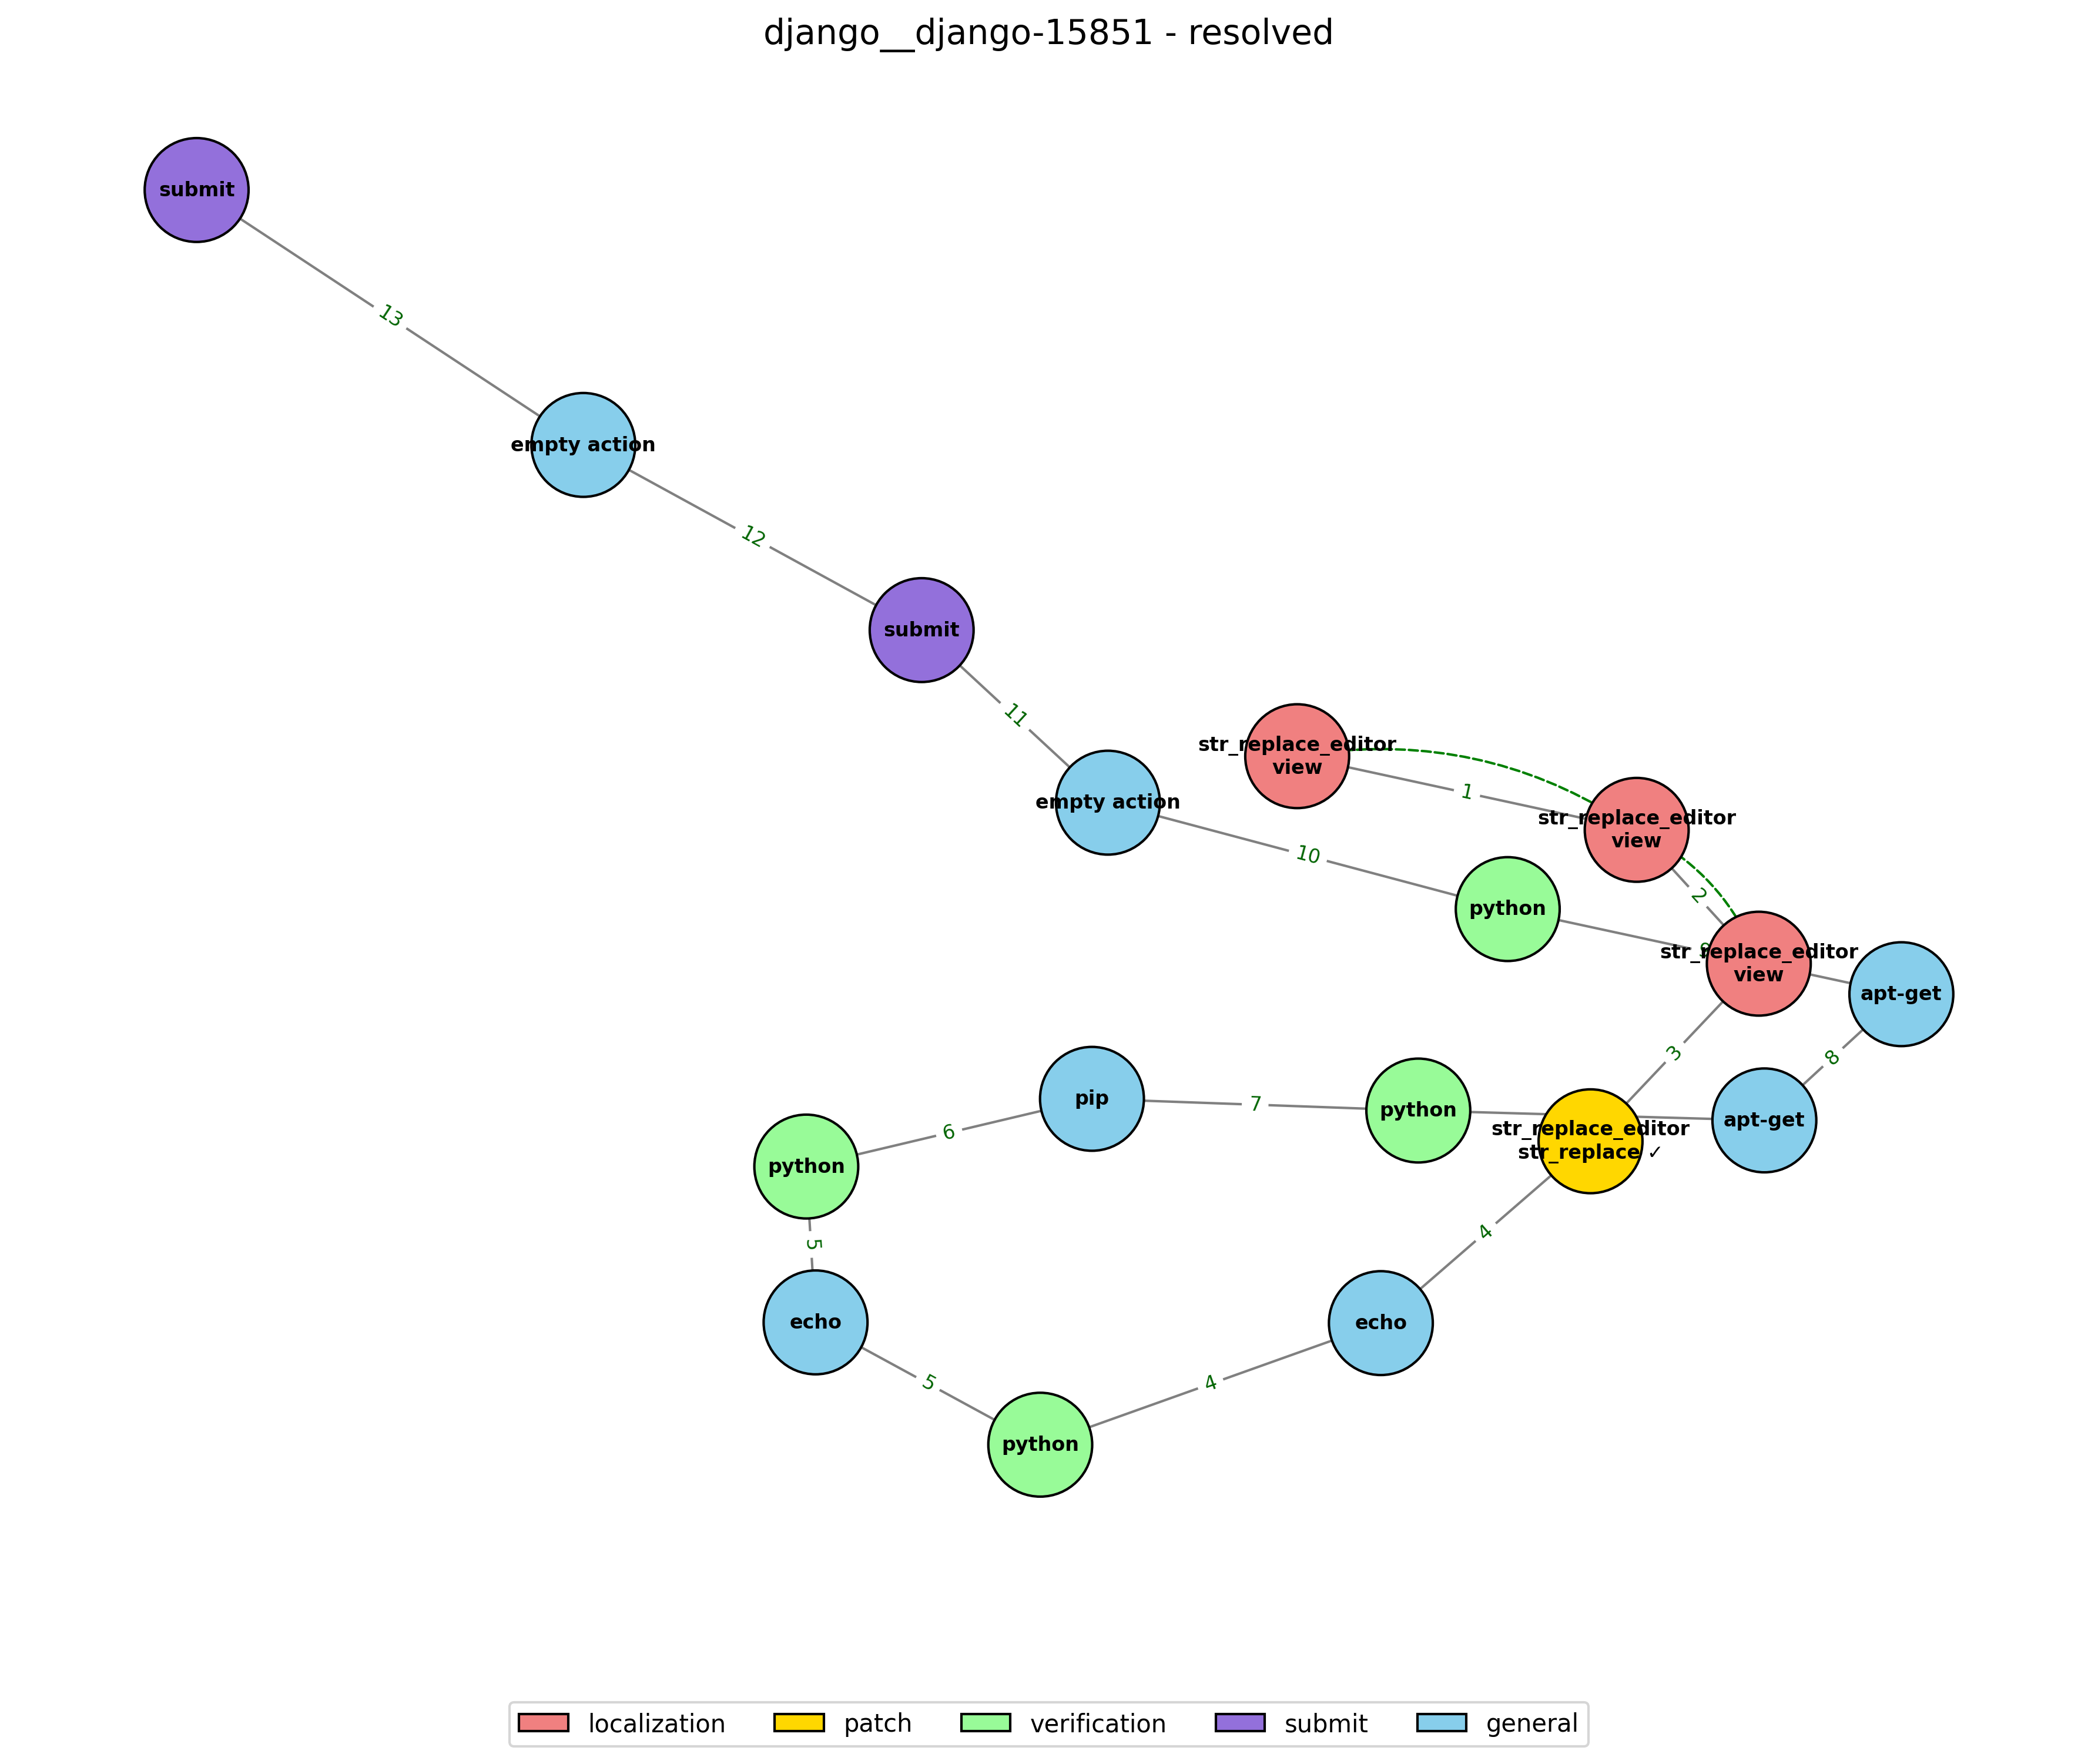 django__django-15851 - resolved
submit
13
empty action
12
submit
11
str_replace_editor
view
1
empty action
str_replace_editor
view
10
2
python
9
str_replace_editor
view
apt-get
3
8
pip
7
python
apt-get
str_replace_editor
str_replace ✓
6
python
5
4
echo
echo
5
4
python
localization
patch
verification
submit
general